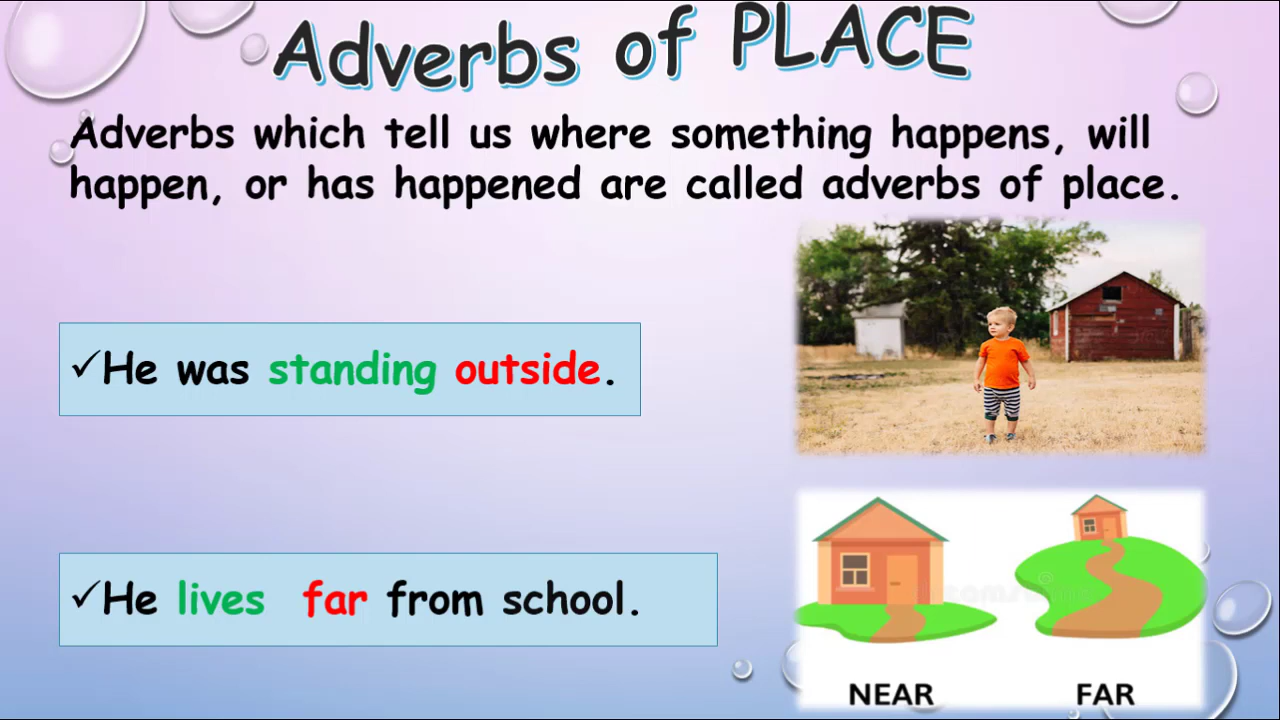 Adverbs of PLACE
Adverbs which tell us where something happens, will
happen, or has happened are called adverbs of place.
✓He was standing outside.
✓He lives far from school.
NEAR FAR